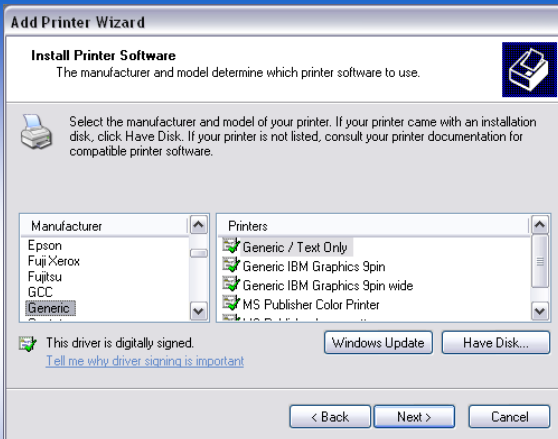 Add Printer Wizard
Install Printer Software
The manufacturer and model determine which printer software to use.
Select the manufacturer and model of your printer. If your printer came with an installation
disk, click Have Disk. If your printer is not listed, consult your printer documentation for
compatible printer software.
Manufacturer
Epson
Fuji Xerox
Fujitsu
GCC
Generic
Printers
Generic / Text Only
Generic IBM Graphics 9pin
Generic IBM Graphics 9pin wide
MS Publisher Color Printer
This driver is digitally signed.
Tell me why driver signing is important
Windows Update
Have Disk...
< Back
Next >
Cancel